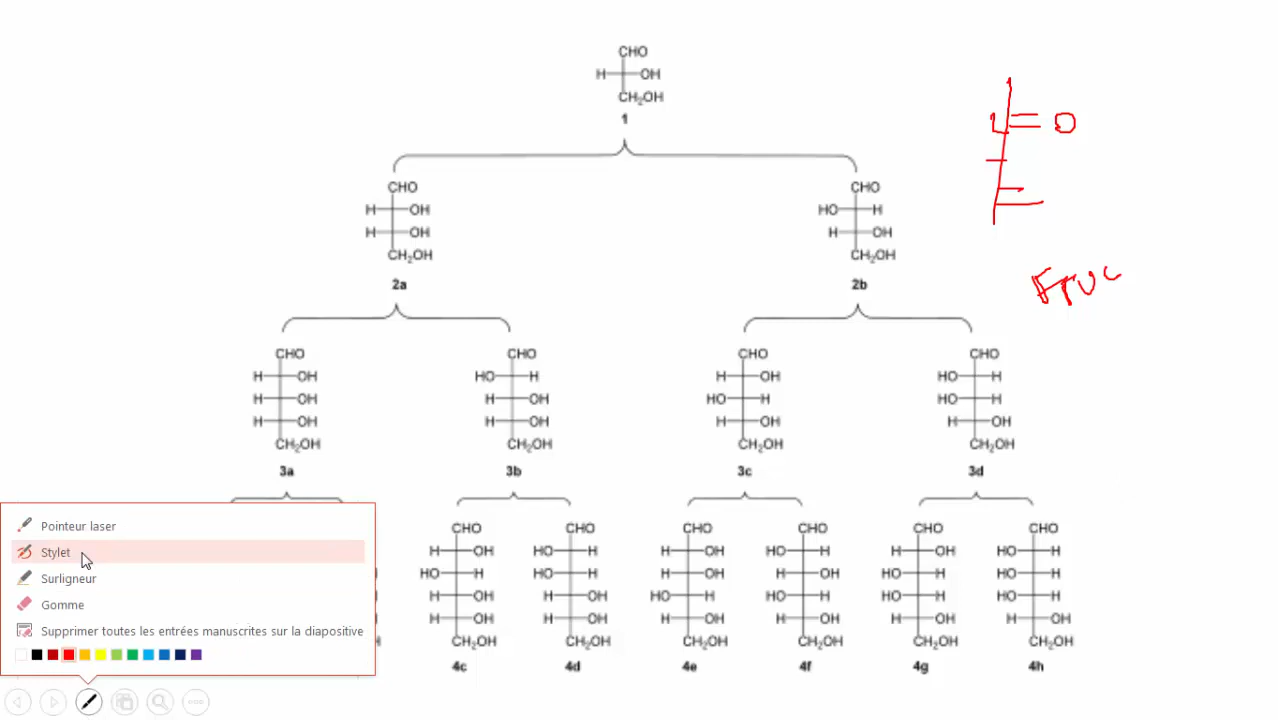 CHO
H OH
CH₂OH
1
O
CHO
H OH
H OH
CH₂OH
2a
CHO
HO H
H OH
CH₂OH
2b
Fruc
CHO
H OH
H OH
H OH
CH₂OH
3a
CHO
HO H
H OH
H OH
CH₂OH
3b
CHO
H OH
HO H
H OH
CH₂OH
3c
CHO
HO H
HO H
H OH
CH₂OH
3d
Pointeur laser
Stylet
Surligneur
Gomme
Supprimer toutes les entrées manuscrites sur la diapositive
CHO
H OH
HO H
H OH
H OH
CH₂OH
4c
CHO
HO H
HO H
H OH
H OH
CH₂OH
4d
CHO
H OH
H OH
HO H
H OH
CH₂OH
4e
CHO
HO H
H OH
HO H
H OH
CH₂OH
4f
CHO
H OH
HO H
HO H
H OH
CH₂OH
4g
CHO
HO H
HO H
HO H
H OH
CH₂OH
4h